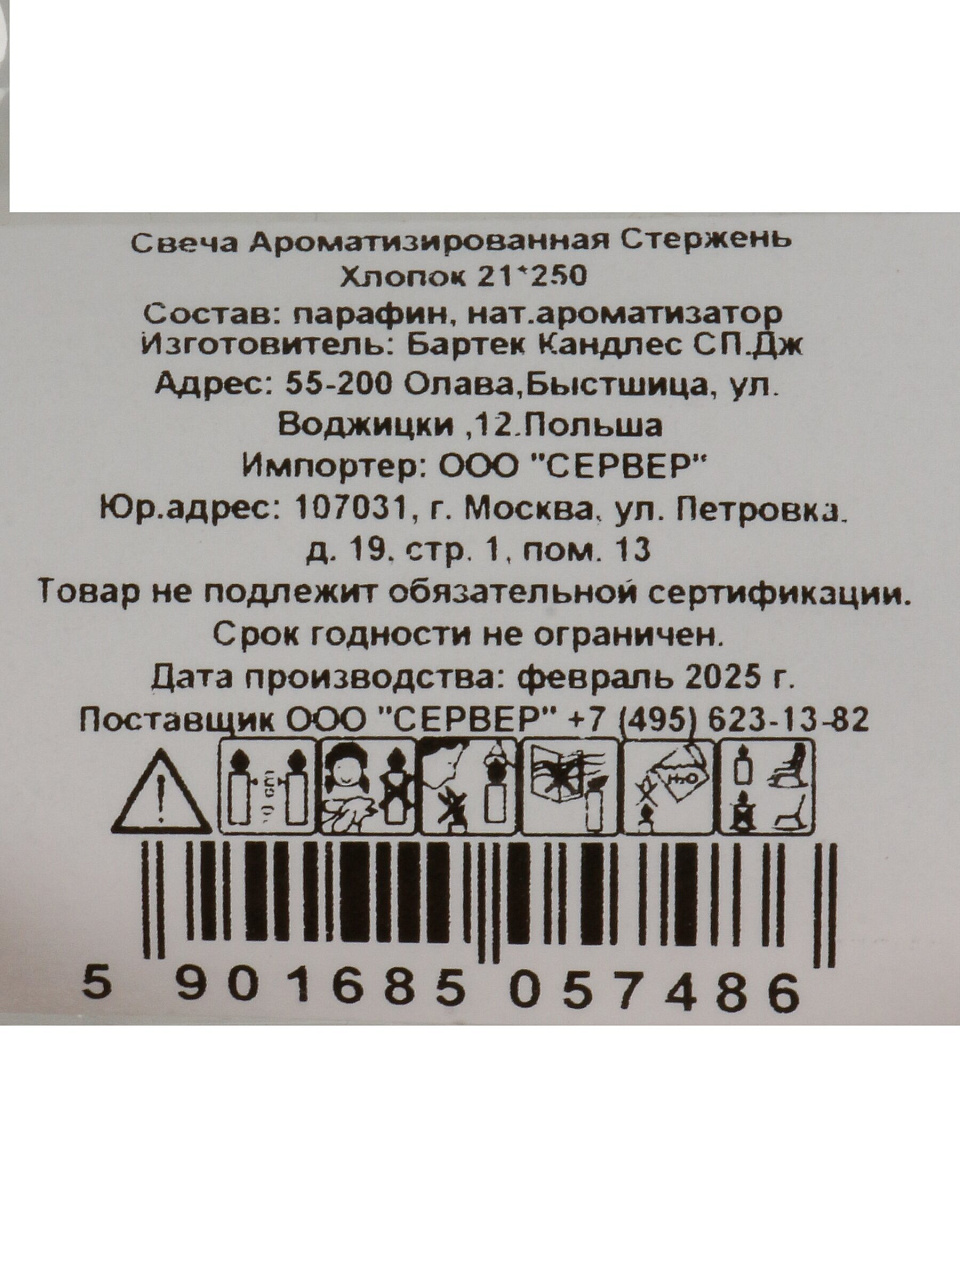 Свеча Ароматизированная Стержень
Хлопок 21*250
Состав: парафин, нат.ароматизатор
Изготовитель: Бартек Кандлес СП.Дж
Адрес: 55-200 Олава,Быстшица, ул.
Воджицки ,12.Польша
Импортер: ООО "СЕРВЕР"
Юр.адрес: 107031, г. Москва, ул. Петровка.
д. 19. стр. 1, пом. 13
Товар не подлежит обязательной сертификации.
Срок годности не ограничен.
Дата производства: февраль 2025 г.
Поставщик ООО "СЕРВЕР" +7 (495) 623-13-82
H2O
5 901685 057486